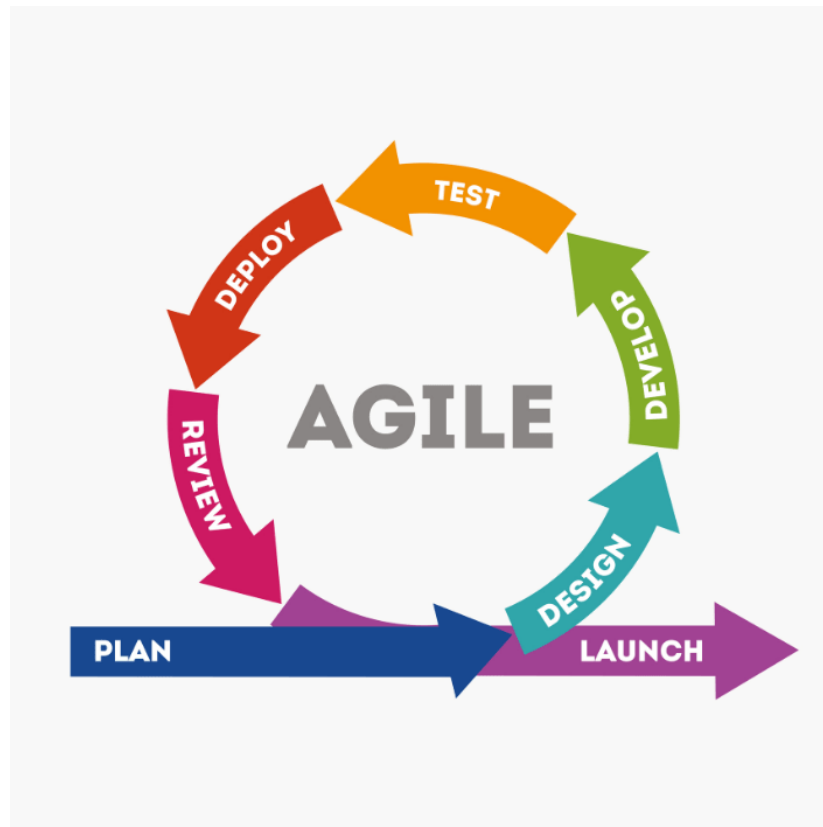 PLAN
DESIGN
DEVELOP
TEST
DEPLOY
REVIEW
LAUNCH
AGILE